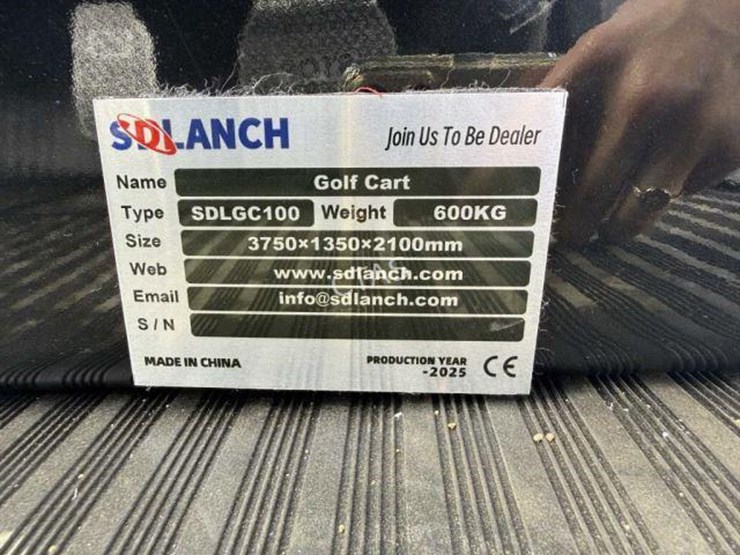 SDLANCH
Join Us To Be Dealer
Name Golf Cart
Type SDLGC100 Weight 600KG
Size 3750×1350×2100mm
Web www.sdlanch.com
Email info@sdlanch.com
S/N
MADE IN CHINA
PRODUCTION YEAR
-2025
CE